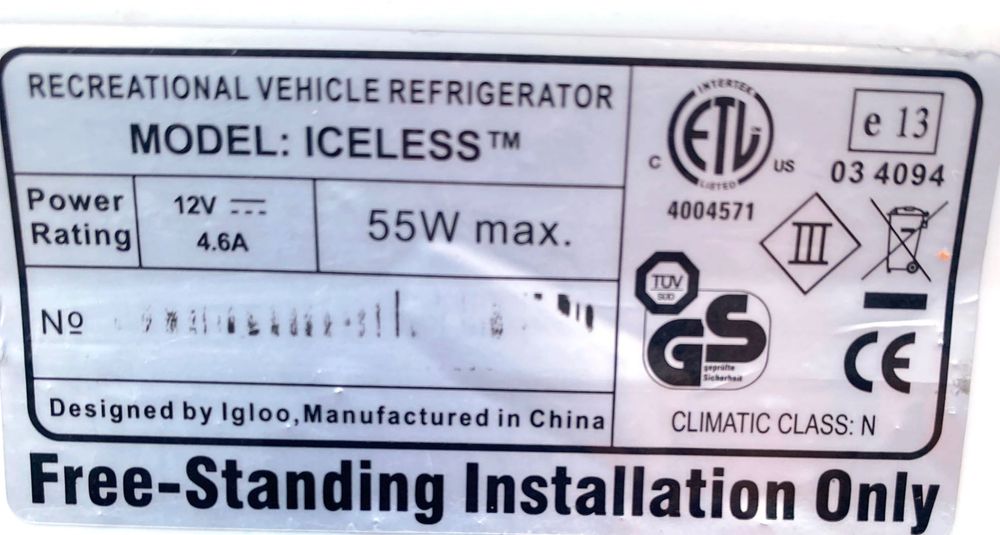 RECREATIONAL VEHICLE REFRIGERATOR
MODEL: ICELESS™
Power
Rating
12V
4.6A
55W max.
Nº
Designed by Igloo,Manufactured in China
INTERTEK
ETL
CM
C
US
LISTED
4004571
e 13
03 4094
III
TÜV
SÜD
GS
geprüfte
Sicherheit
CE
CLIMATIC CLASS: N
Free-Standing Installation Only